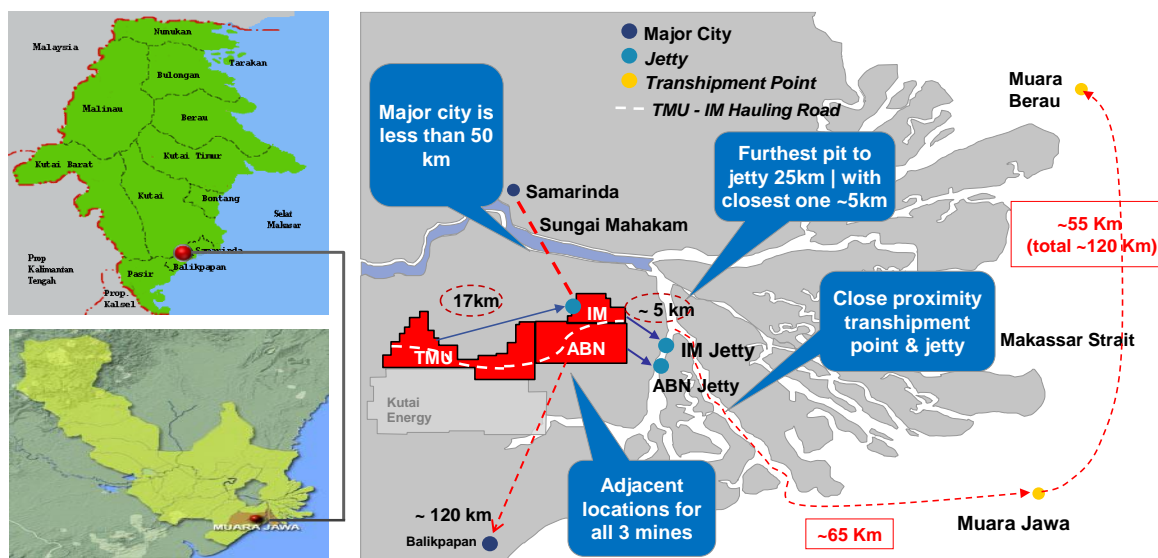 Malaysia
Nunukan
Tarakan
Bulongan
Malinau
Berau
Kutai Timur
Kutai Barat
Kutai
Bontang
Selat
Makasar
Samarinda
Prop
Kalimantan
Tengah
Pasir
Balikpapan
Prop.
Kalsel
MUARA JAWA
Major City
Jetty
Transhipment Point
TMU - IM Hauling Road
Major city is
less than 50
km
Furthest pit to
jetty 25km | with
closest one ~5km
Muara
Berau
Samarinda
Sungai Mahakam
~55 Km
(total ~120 Km)
17km
~ 5 km
IM
TMU
ABN
IM Jetty
ABN Jetty
Close proximity
transhipment
point & jetty
Makassar Strait
Kutai
Energy
Adjacent
locations for
all 3 mines
~ 120 km
Balikpapan
~65 Km
Muara Jawa